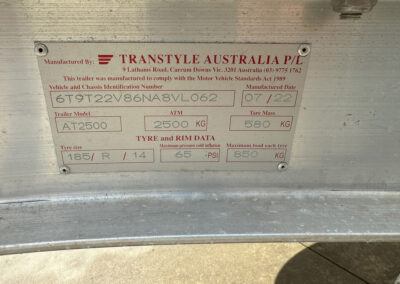 Manufactured By: TRANSTYLE AUSTRALIA P/L
9 Lathams Road, Carrum Downs Vic. 3201 Australia (03) 9775 1762
This trailer was manufactured to comply with the Motor Vehicle Standards Act 1989
Vehicle and Chassis Identification Number Manufactured Date
6T9T22V86NABVL062 07/22
Trailer Model ATM Tare Mass
AT2500 2500 KG 580 KG
TYRE and RIM DATA
Tyre size Maximum pressure cold inflation Maximum load each tyre
185/ R /14 65 -PSI 850 KG